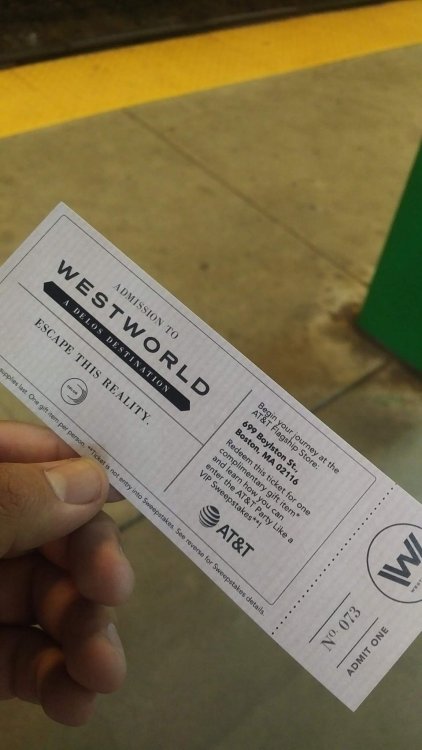 ADMISSION TO
WESTWORLD
A DELOS DESTINATION
ESCAPE THIS REALITY.
Begin your journey at the
AT&T Flagship Store.
699 Boylston St.,
Boston, MA 02116
Redeem this ticket for one
complimentary gift item*
and learn how you can
enter the AT&T Party Like a
VIP Sweepstakes**!
AT&T
supplies last. One gift item per person. **Ticket is not entry into Sweepstakes. See reverse for Sweepstakes details.
W
WEST
Nº. 073
ADMIT ONE